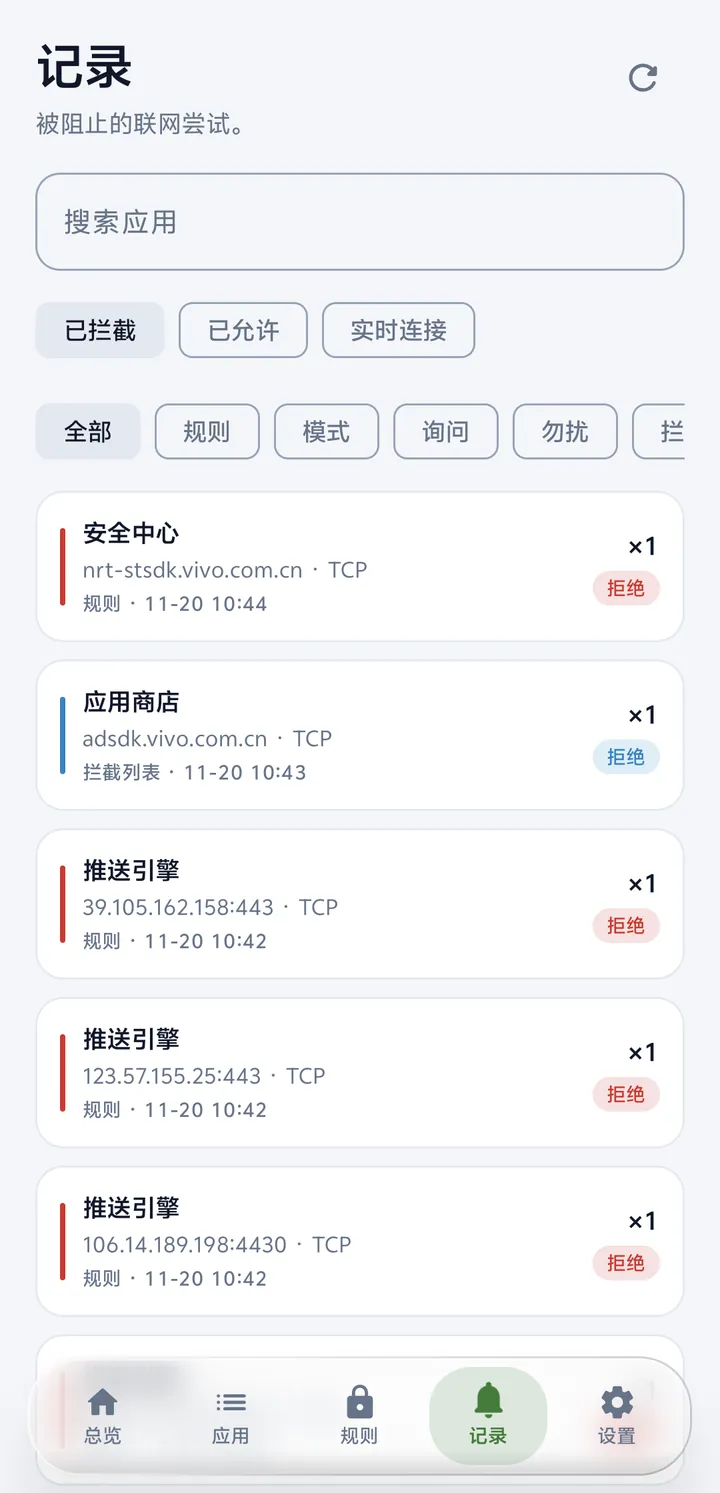 记录
被阻止的联网尝试。
搜索应用
已拦截 已允许 实时连接
全部 规则 模式 询问 勿扰 拦
安全中心
nrt-stsdk.vivo.com.cn · TCP
规则 · 11-20 10:44
×1
拒绝
应用商店
adsdk.vivo.com.cn · TCP
拦截列表 · 11-20 10:43
×1
拒绝
推送引擎
39.105.162.158:443 · TCP
规则 · 11-20 10:42
×1
拒绝
推送引擎
123.57.155.25:443 · TCP
规则 · 11-20 10:42
×1
拒绝
推送引擎
106.14.189.198:4430 · TCP
规则 · 11-20 10:42
×1
拒绝
总览 应用 规则 记录 设置